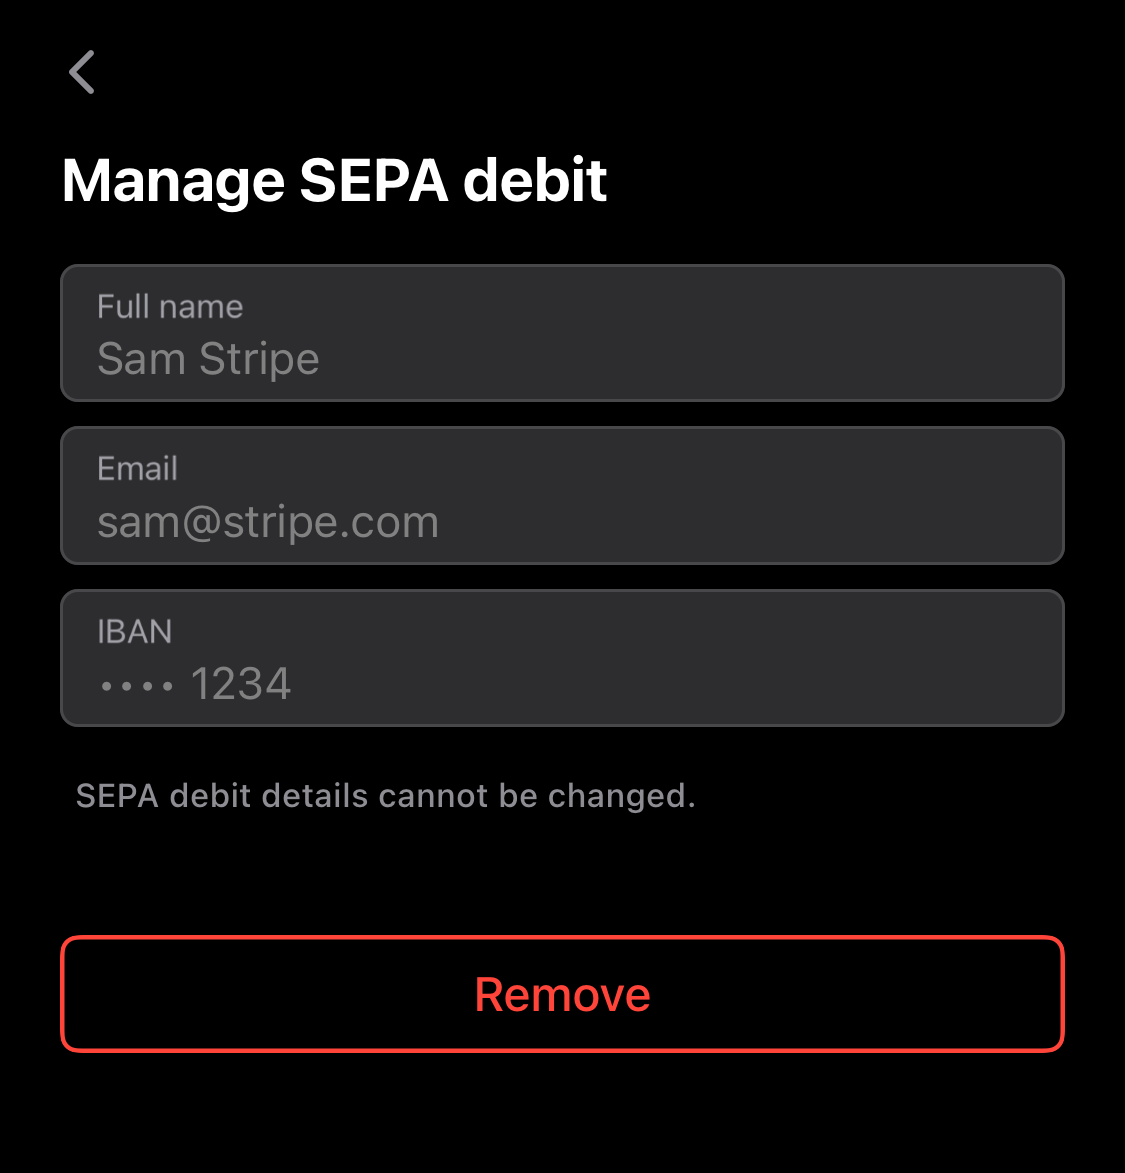 Manage SEPA debit
Full name
Sam Stripe
Email
sam@stripe.com
IBAN
•••• 1234
SEPA debit details cannot be changed.
Remove